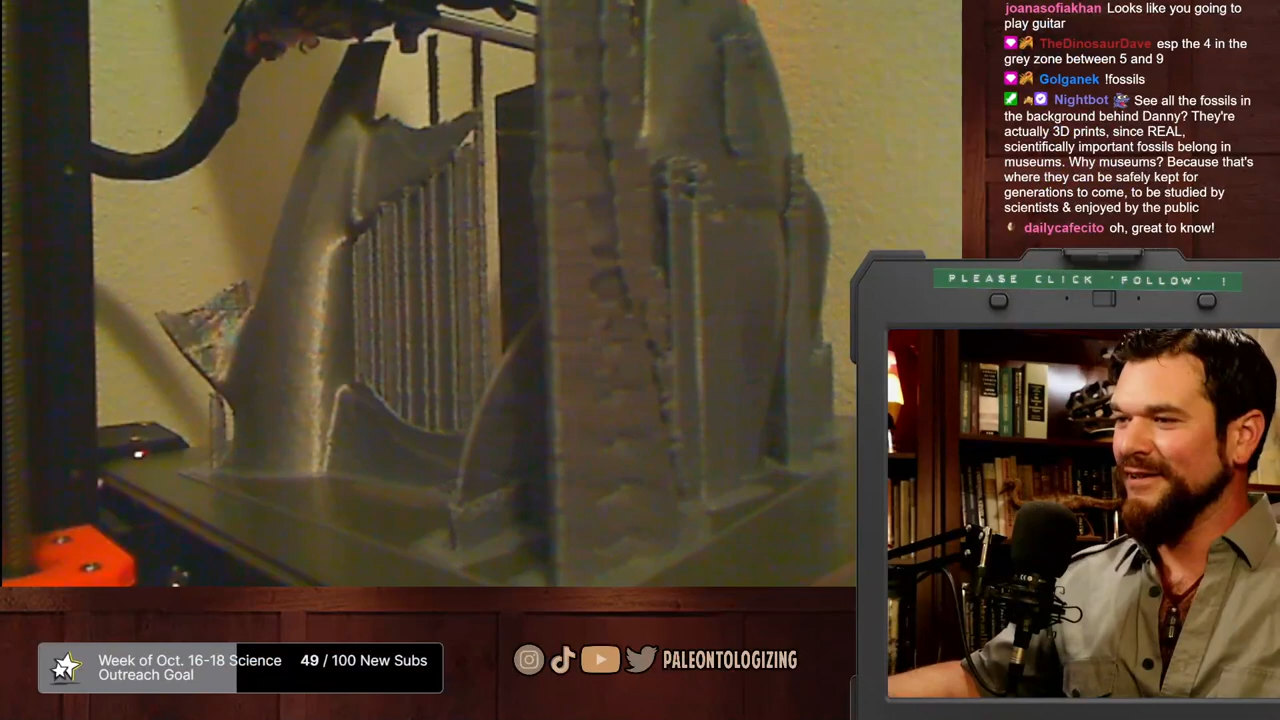 joanasofiakhan Looks like you going to
play guitar
TheDinosaurDave esp the 4 in the
grey zone between 5 and 9
Golganek !fossils
Nightbot See all the fossils in
the background behind Danny? They're
actually 3D prints, since REAL,
scientifically important fossils belong in
museums. Why museums? Because that's
where they can be safely kept for
generations to come, to be studied by
scientists & enjoyed by the public
dailycafecito oh, great to know!
PLEASE CLICK "FOLLOW" !
Week of Oct. 16-18 Science 49 / 100 New Subs
Outreach Goal
PALEONTOLOGIZING